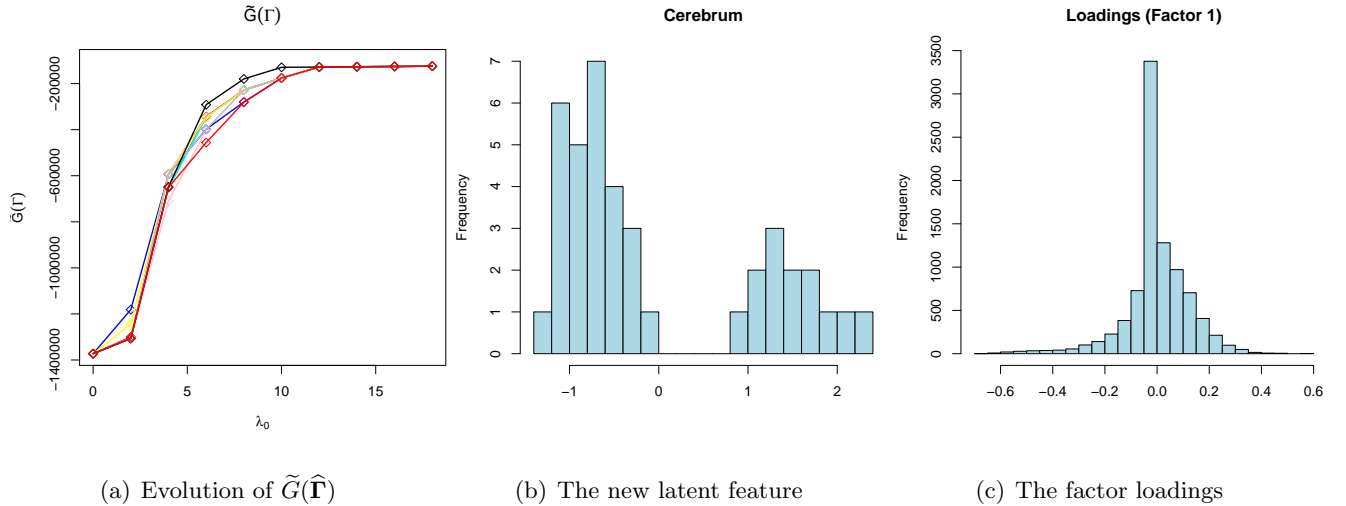 G̃(Γ)
G̃(Γ)
−200000
−600000
−1000000
−1400000
0 5 10 15
λ₀
Cerebrum
Frequency
7
6
5
4
3
2
1
0
−1 0 1 2
Loadings (Factor 1)
Frequency
3500
3000
2500
2000
1500
1000
500
0
−0.6 −0.4 −0.2 0.0 0.2 0.4 0.6
(a) Evolution of G̃(Γ̂)
(b) The new latent feature
(c) The factor loadings